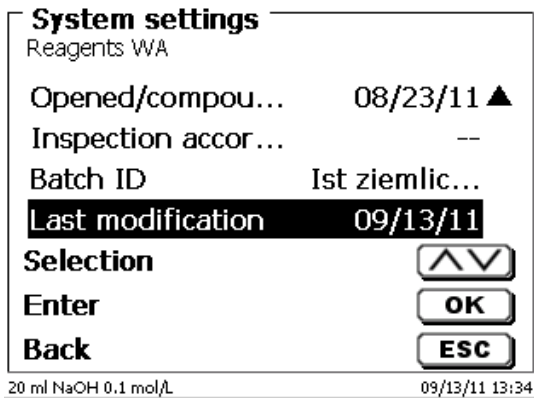 System settings
Reagents WA
Opened/compou... 08/23/11
Inspection accor... --
Batch ID Ist ziemlic...
Last modification 09/13/11
Selection
Enter OK
Back ESC
20 ml NaOH 0.1 mol/L 09/13/11 13:34